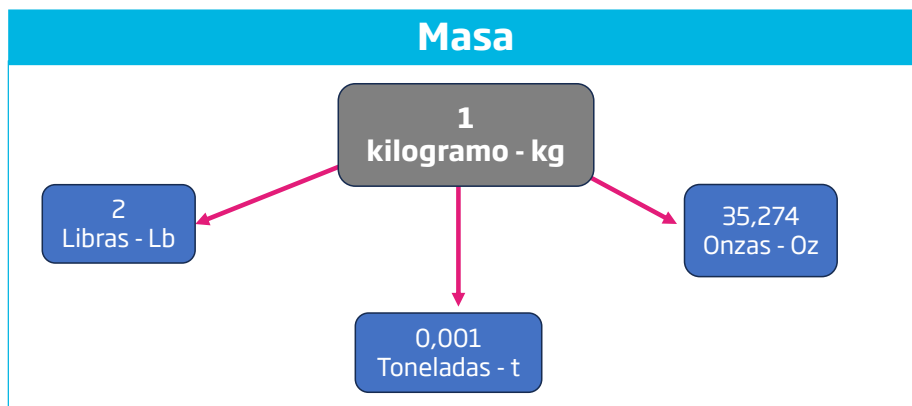 Masa
1
kilogramo - kg
2
Libras - Lb
35,274
Onzas - Oz
0,001
Toneladas - t